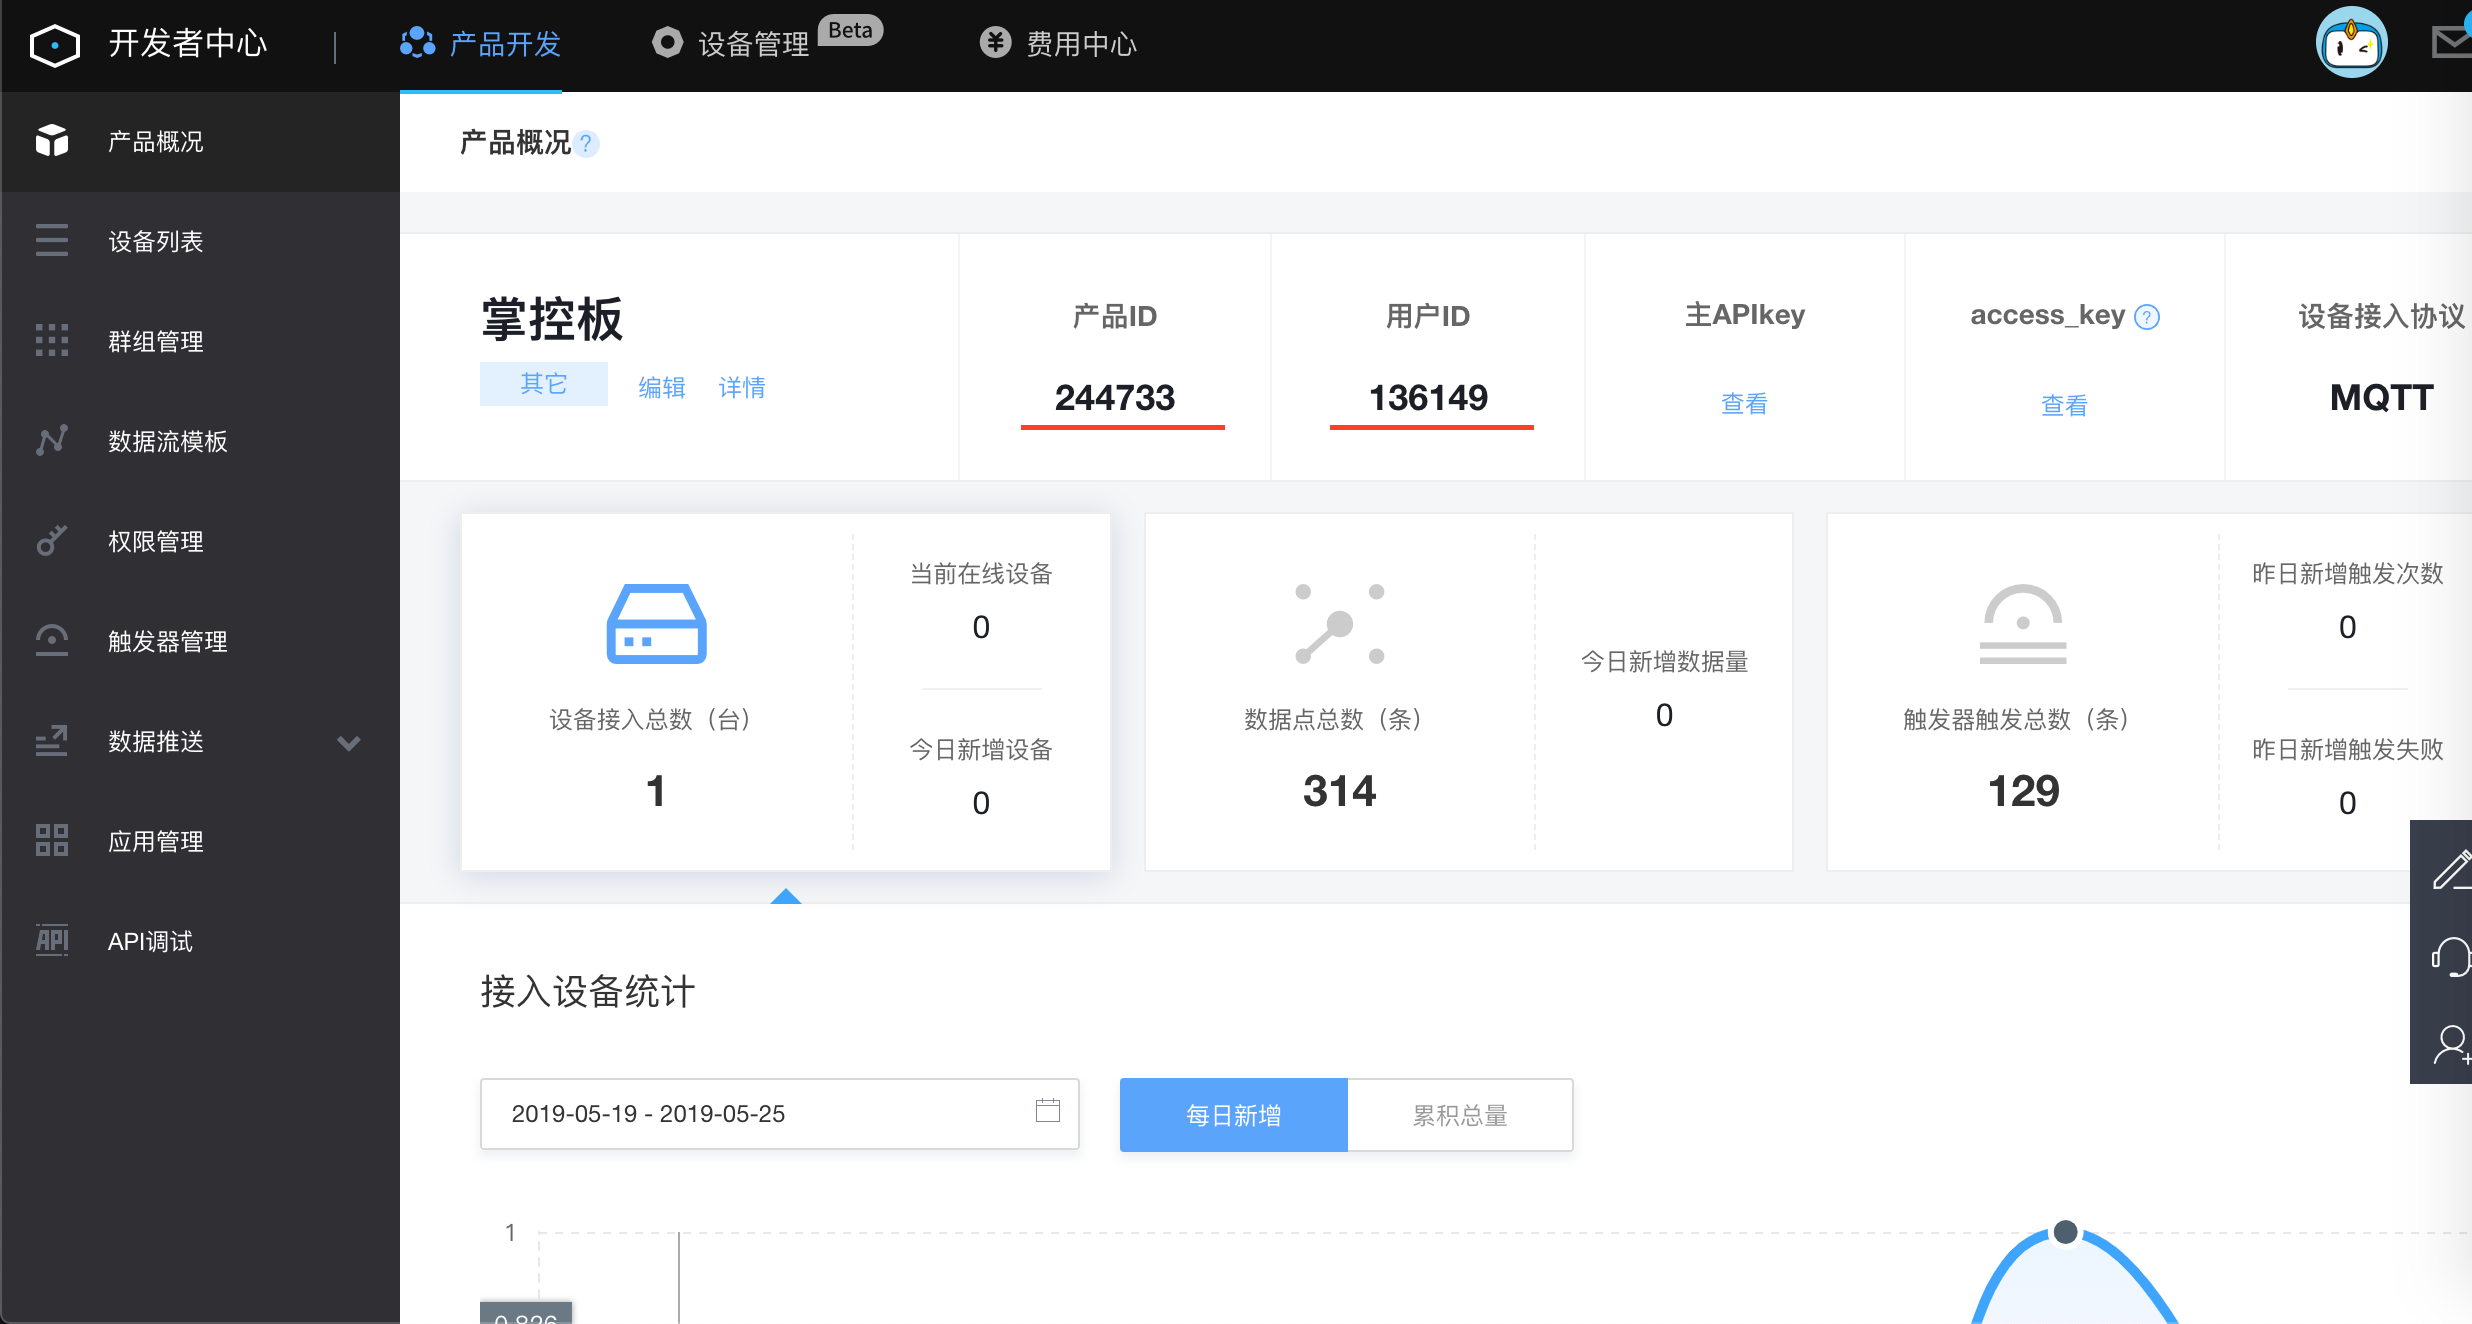 开发者中心
产品开发
设备管理 Beta
费用中心
产品概况
设备列表
群组管理
数据流模板
权限管理
触发器管理
数据推送
应用管理
API调试
产品概况 ?
掌控板
其它 编辑 详情
产品ID
244733
用户ID
136149
主APIkey
查看
access_key ?
查看
设备接入协议
MQTT
设备接入总数（台）
1
当前在线设备
0
今日新增设备
0
数据点总数（条）
314
今日新增数据量
0
触发器触发总数（条）
129
昨日新增触发次数
0
昨日新增触发失败
0
接入设备统计
2019-05-19 - 2019-05-25
每日新增 累积总量
1
0.826